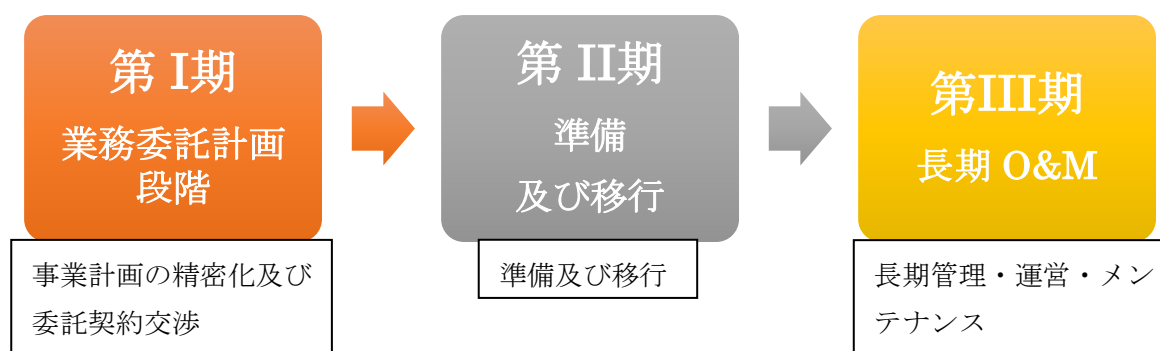 第 I期
業務委託計画
段階
事業計画の精密化及び
委託契約交渉
第 II期
準備
及び移行
準備及び移行
第III期
長期 O&M
長期管理・運営・メン
テナンス